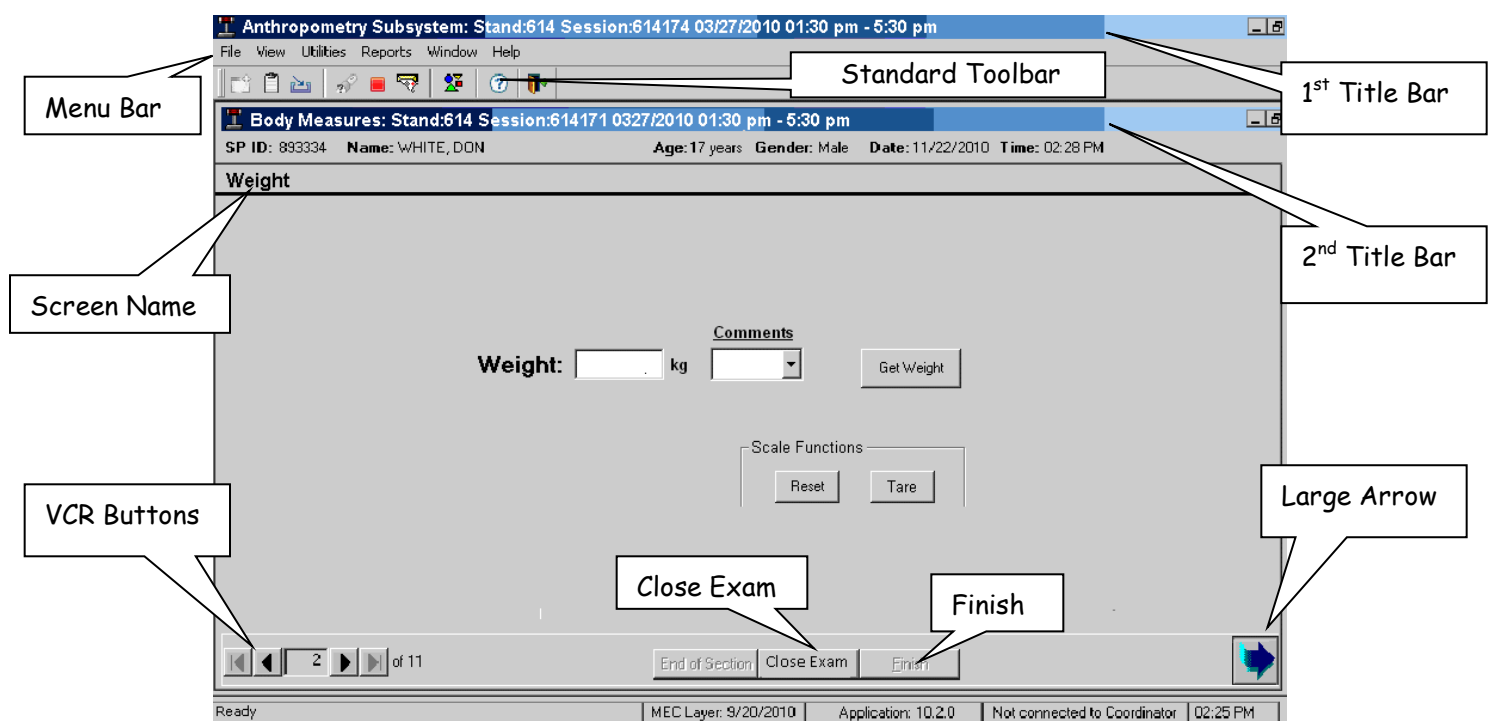 Anthropometry Subsystem: Stand:614 Session:614174 03/27/2010 01:30 pm - 5:30 pm
File View Utilities Reports Window Help
Standard Toolbar
1st Title Bar
Menu Bar
Body Measures: Stand:614 Session:614171 0327/2010 01:30 pm - 5:30 pm
SP ID: 893334 Name: WHITE, DON Age: 17 years Gender: Male Date: 11/22/2010 Time: 02:28 PM
Weight
2nd Title Bar
Screen Name
Comments
Weight: . kg
Get Weight
Scale Functions
Reset Tare
VCR Buttons
Large Arrow
Close Exam
Finish
2 of 11
End of Section Close Exam Finish
Ready MEC Layer: 9/20/2010 Application: 10.2.0 Not connected to Coordinator 02:25 PM